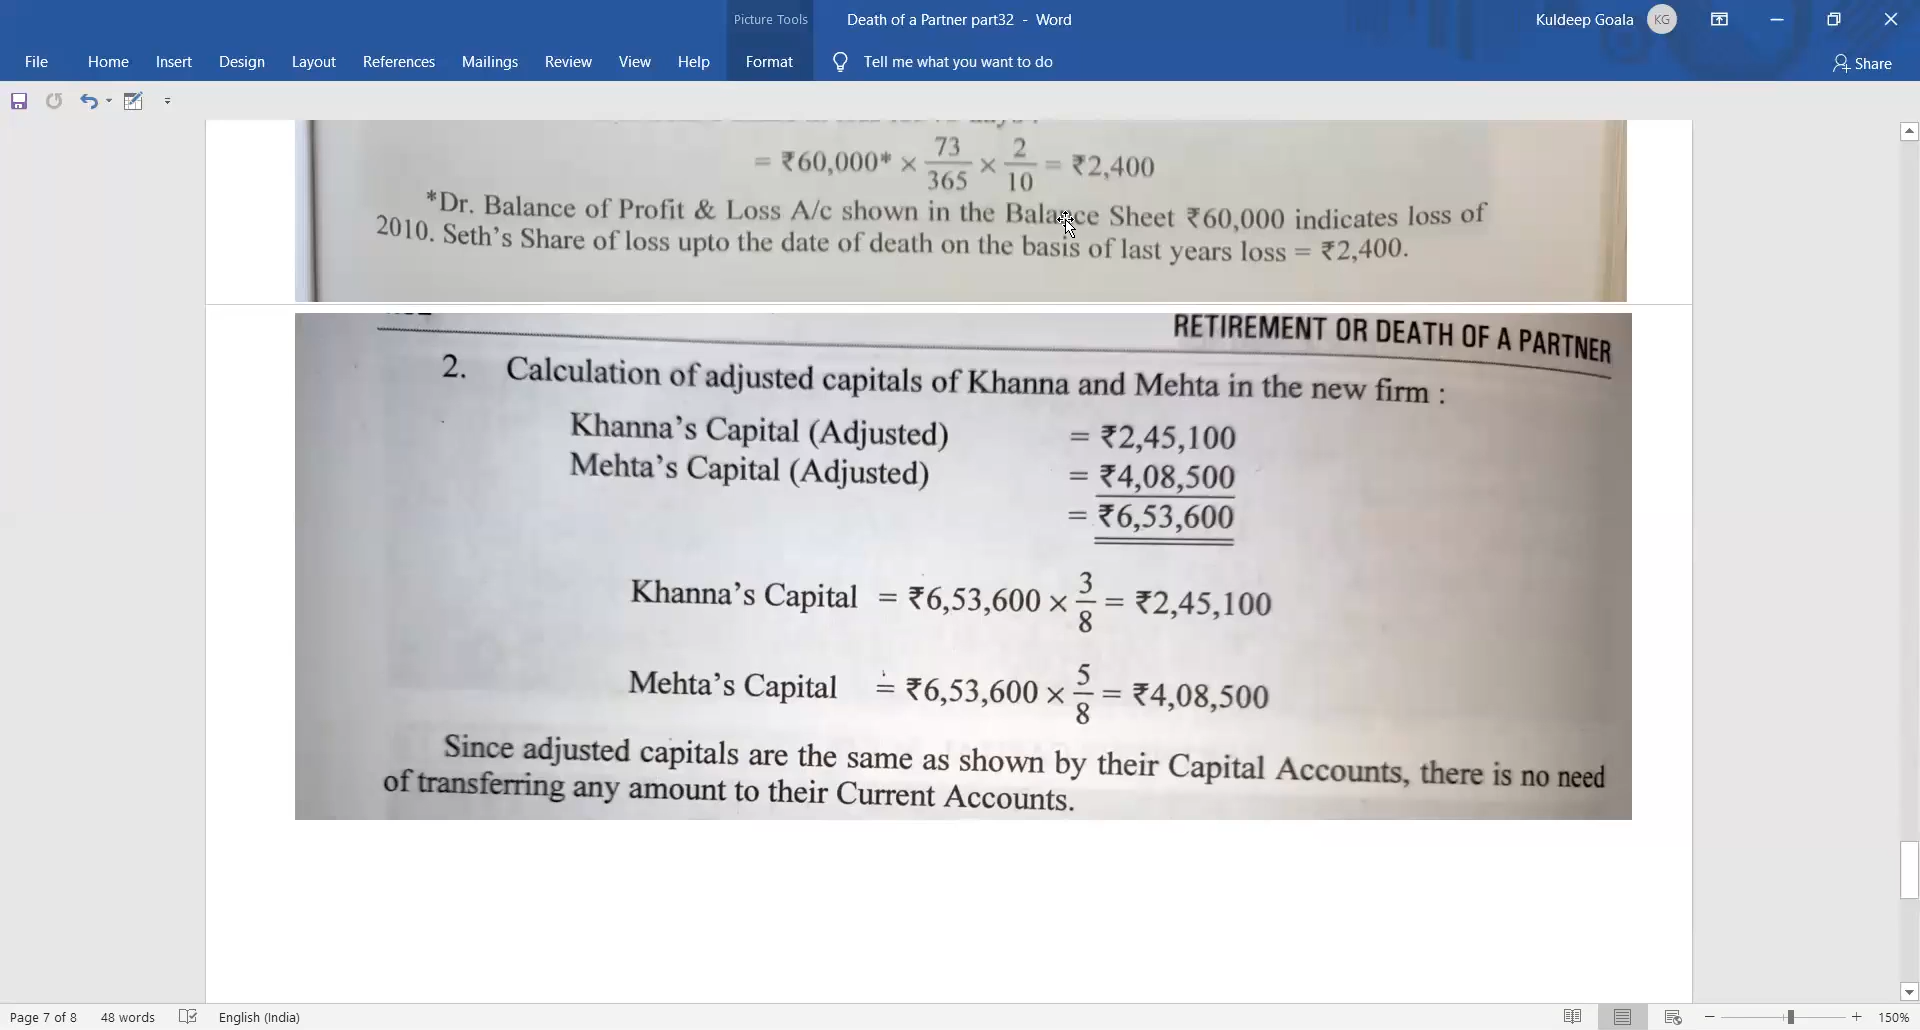 Picture Tools
Death of a Partner part32 - Word
Kuldeep Goala
KG
File Home Insert Design Layout References Mailings Review View Help Format Tell me what you want to do
Share
= ₹60,000* × 73/365 × 2/10 = ₹2,400
*Dr. Balance of Profit & Loss A/c shown in the Balance Sheet ₹60,000 indicates loss of
2010. Seth's Share of loss upto the date of death on the basis of last years loss = ₹2,400.
RETIREMENT OR DEATH OF A PARTNER
2. Calculation of adjusted capitals of Khanna and Mehta in the new firm :
Khanna's Capital (Adjusted) = ₹2,45,100
Mehta's Capital (Adjusted) = ₹4,08,500
= ₹6,53,600
Khanna's Capital = ₹6,53,600 × 3/8 = ₹2,45,100
Mehta's Capital = ₹6,53,600 × 5/8 = ₹4,08,500
Since adjusted capitals are the same as shown by their Capital Accounts, there is no need
of transferring any amount to their Current Accounts.
Page 7 of 8 48 words English (India)
150%